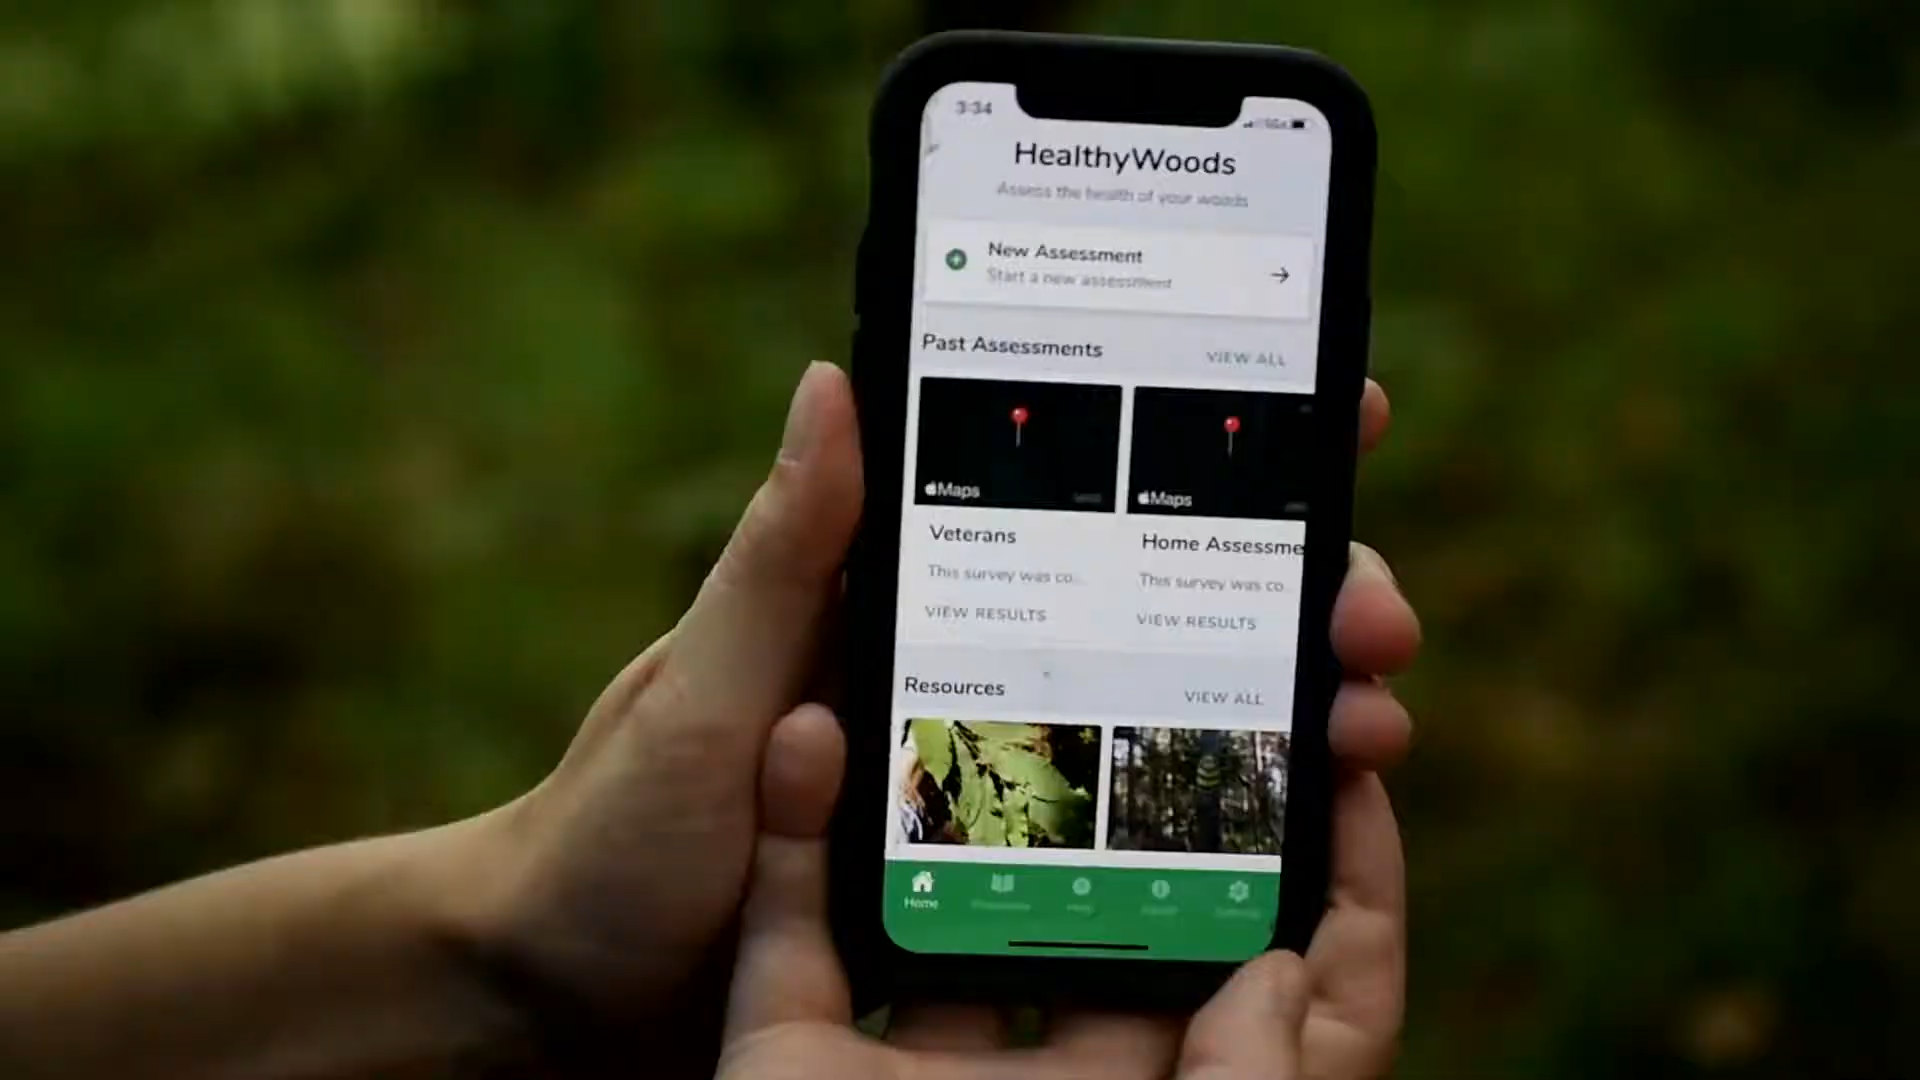 3:34
HealthyWoods
Assess the health of your woods
New Assessment
Start a new assessment
Past Assessments
VIEW ALL
Maps
Maps
Veterans
Home Assessme
This survey was co...
This survey was co...
VIEW RESULTS
VIEW RESULTS
Resources
VIEW ALL
Home